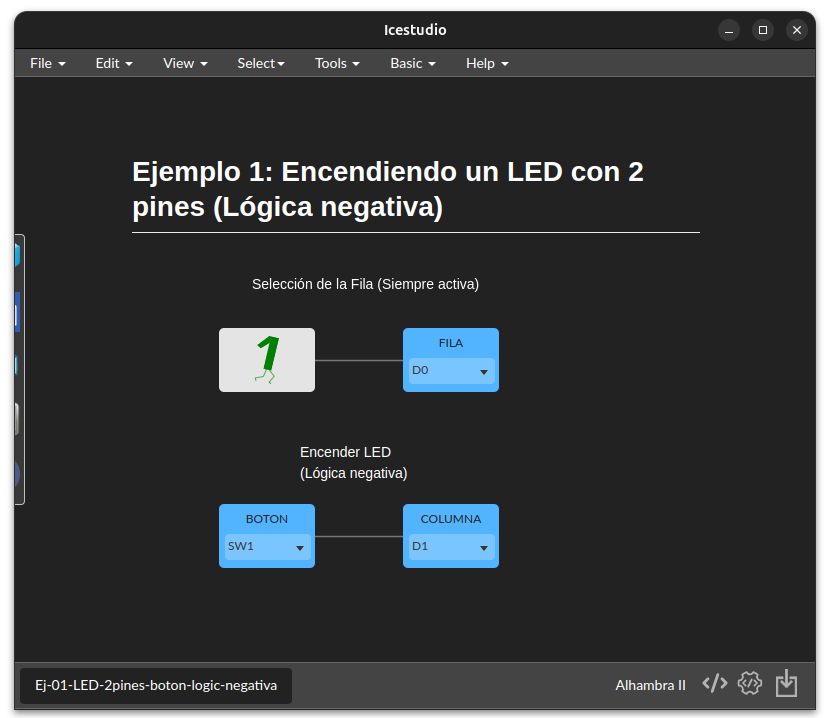 Icestudio
File Edit View Select Tools Basic Help
Ejemplo 1: Encendiendo un LED con 2
pines (Lógica negativa)
Selección de la Fila (Siempre activa)
1
FILA
D0
Encender LED
(Lógica negativa)
BOTON
SW1
COLUMNA
D1
Ej-01-LED-2pines-boton-logic-negativa
Alhambra II